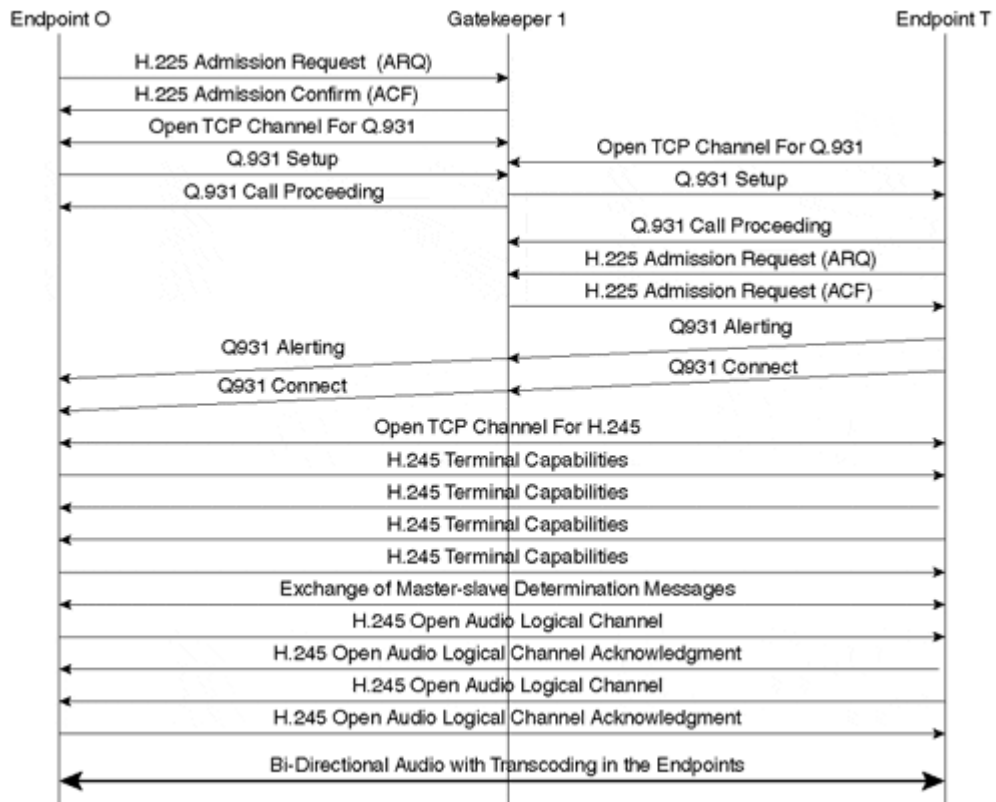 Endpoint O
Gatekeeper 1
Endpoint T
H.225 Admission Request (ARQ)
H.225 Admission Confirm (ACF)
Open TCP Channel For Q.931
Open TCP Channel For Q.931
Q.931 Setup
Q.931 Setup
Q.931 Call Proceeding
Q.931 Call Proceeding
H.225 Admission Request (ARQ)
H.225 Admission Request (ACF)
Q931 Alerting
Q931 Alerting
Q931 Connect
Q931 Connect
Open TCP Channel For H.245
H.245 Terminal Capabilities
H.245 Terminal Capabilities
H.245 Terminal Capabilities
H.245 Terminal Capabilities
Exchange of Master-slave Determination Messages
H.245 Open Audio Logical Channel
H.245 Open Audio Logical Channel Acknowledgment
H.245 Open Audio Logical Channel
H.245 Open Audio Logical Channel Acknowledgment
Bi-Directional Audio with Transcoding in the Endpoints